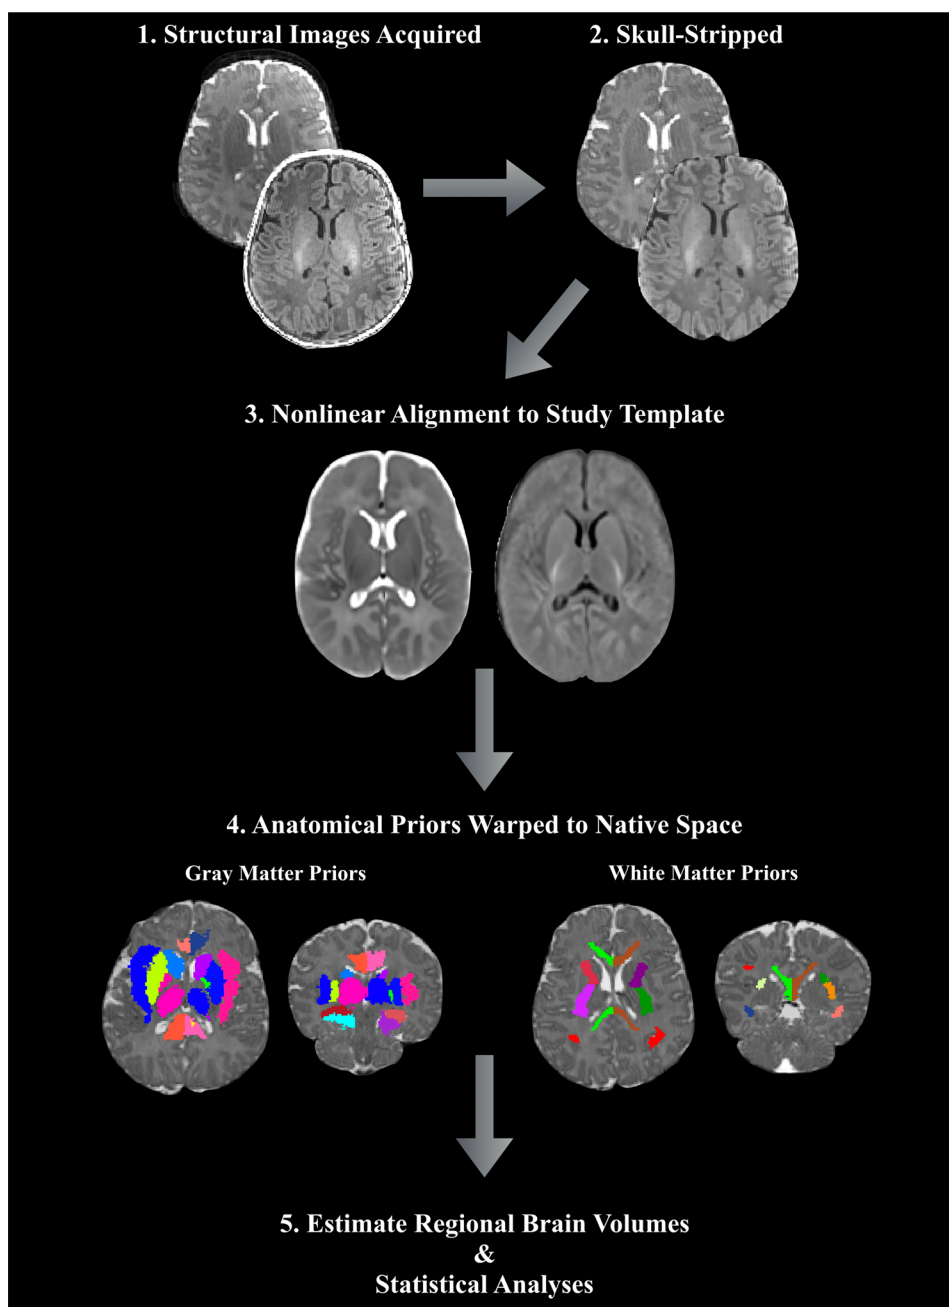 1. Structural Images Acquired
2. Skull-Stripped
3. Nonlinear Alignment to Study Template
4. Anatomical Priors Warped to Native Space
Gray Matter Priors
White Matter Priors
5. Estimate Regional Brain Volumes
&
Statistical Analyses